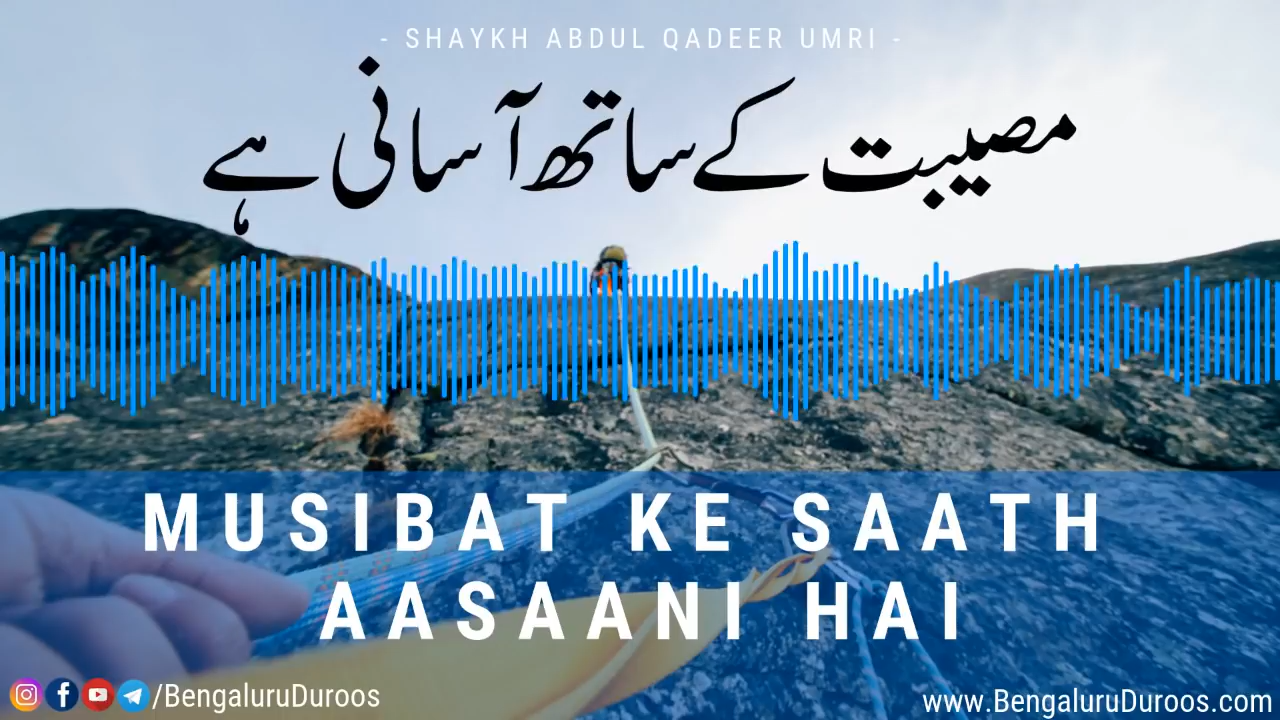 - SHAYKH ABDUL QADEER UMRI -
مصیبت کے ساتھ آسانی ہے
MUSIBAT KE SAATH
AASAANI HAI
/BengaluruDuroos
www.BengaluruDuroos.com